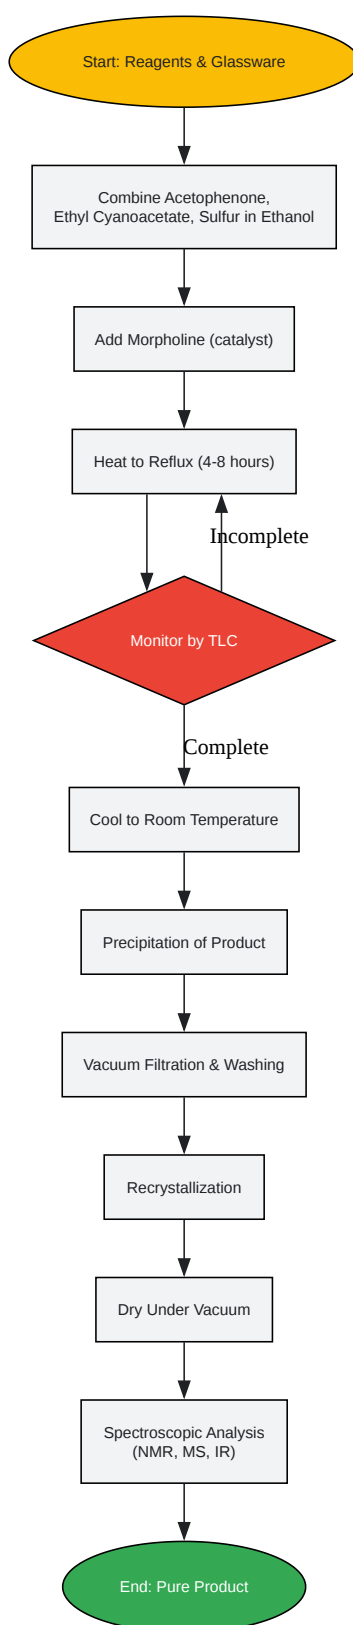 Start: Reagents & Glassware
Combine Acetophenone,
Ethyl Cyanoacetate, Sulfur in Ethanol
Add Morpholine (catalyst)
Heat to Reflux (4-8 hours)
Incomplete
Monitor by TLC
Complete
Cool to Room Temperature
Precipitation of Product
Vacuum Filtration & Washing
Recrystallization
Dry Under Vacuum
Spectroscopic Analysis
(NMR, MS, IR)
End: Pure Product